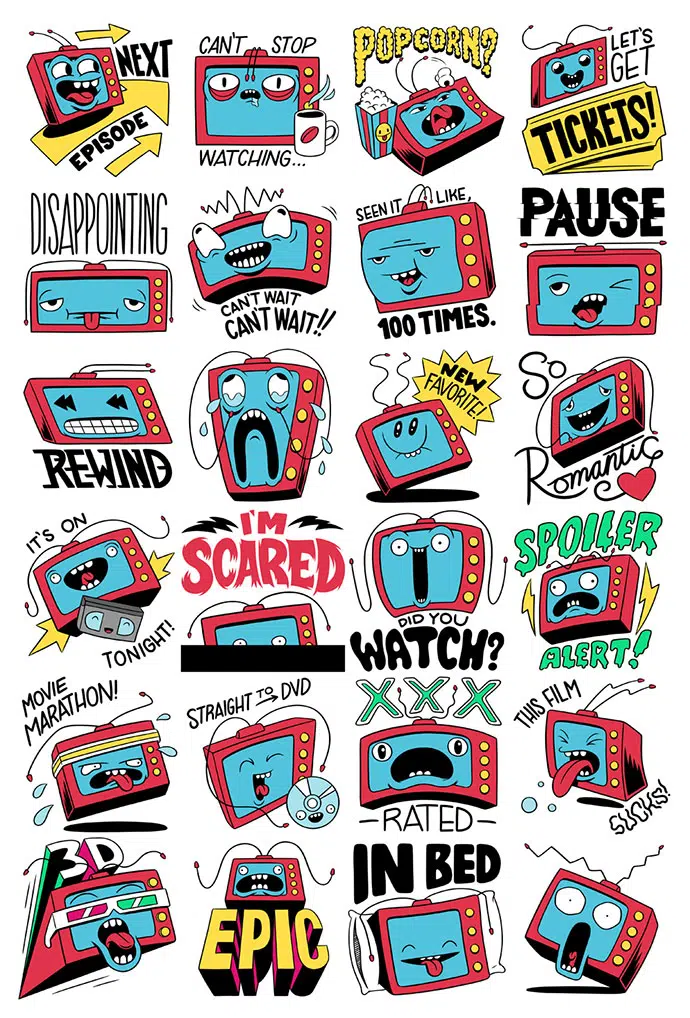 NEXT
EPISODE
CAN'T STOP
WATCHING...
POPCORN?
LET'S
GET
TICKETS!
DISAPPOINTING
CAN'T WAIT
CAN'T WAIT!!
SEEN IT LIKE,
100 TIMES.
PAUSE
REWIND
NEW
FAVORITE!
So
Romantic
IT'S ON
TONIGHT!
I'M
SCARED
DID YOU
WATCH?
SPOILER
ALERT!
MOVIE
MARATHON!
STRAIGHT TO → DVD
XXX
—RATED—
THIS FILM
SUCKS!
3D
EPIC
IN BED